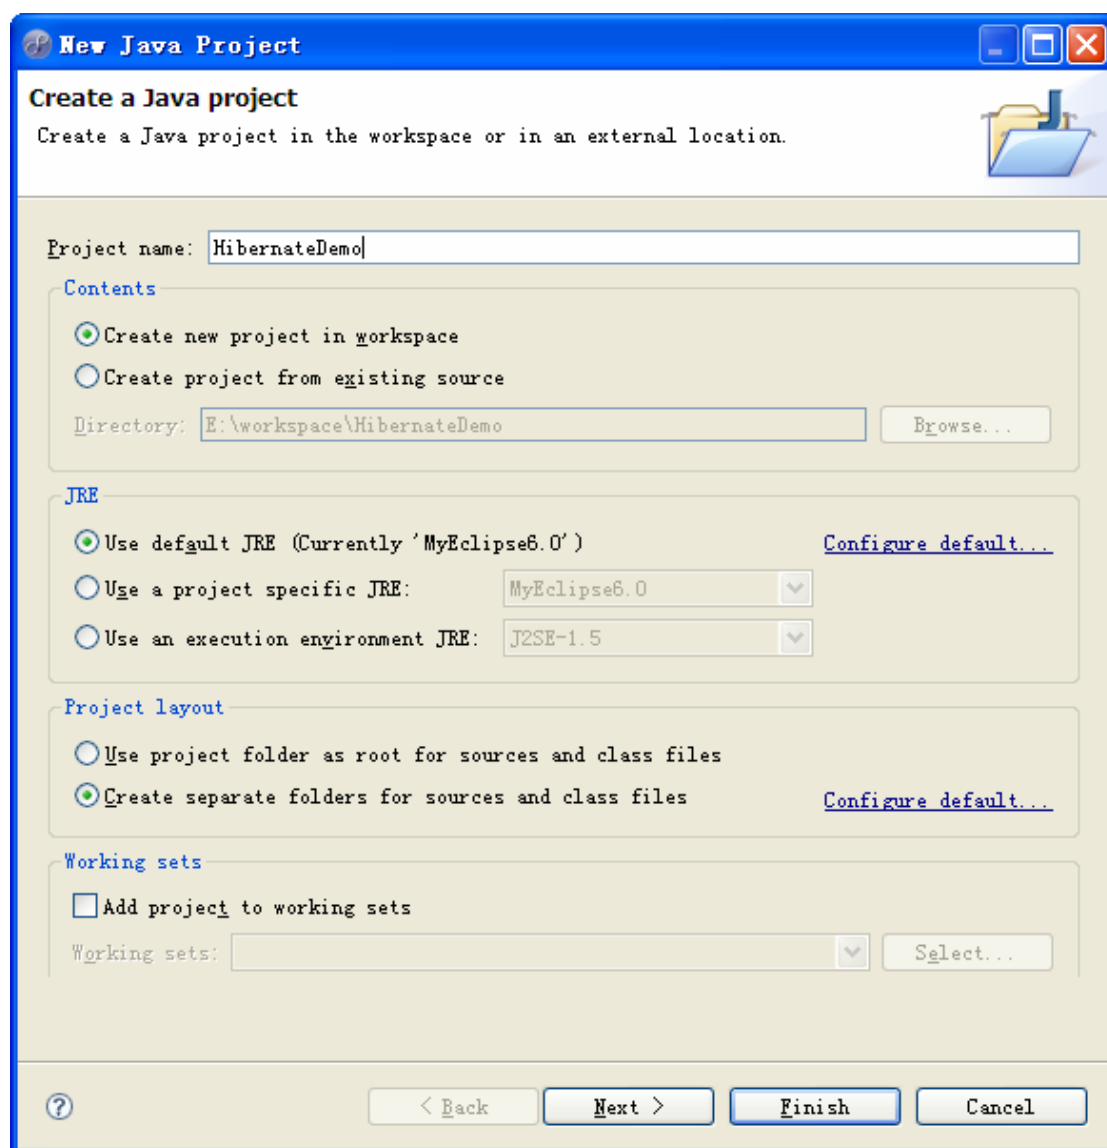 New Java Project
Create a Java project
Create a Java project in the workspace or in an external location.
Project name: HibernateDemo
Contents
Create new project in workspace
Create project from existing source
Directory: E:\workspace\HibernateDemo Browse...
JRE
Use default JRE (Currently 'MyEclipse6.0') Configure default...
Use a project specific JRE: MyEclipse6.0
Use an execution environment JRE: J2SE-1.5
Project layout
Use project folder as root for sources and class files
Create separate folders for sources and class files Configure default...
Working sets
Add project to working sets
Working sets: Select...
? < Back Next > Finish Cancel